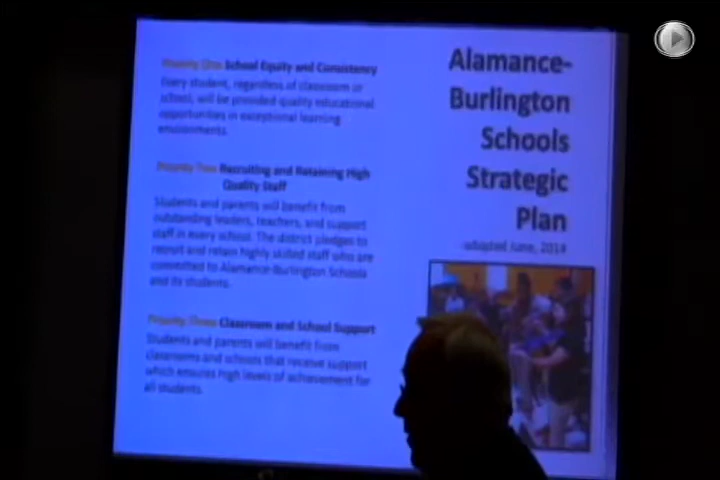 Priority One: School Equity and Consistency
Every student, regardless of classroom or
school, will be provided quality educational
opportunities in exceptional learning
environments.
Priority Two: Recruiting and Retaining High
Quality Staff
Students and parents will benefit from
outstanding leaders, teachers, and support
staff in every school. The district pledges to
recruit and retain highly skilled staff who are
committed to Alamance-Burlington Schools
and its students.
Priority Three: Classroom and School Support
Students and parents will benefit from
classrooms and schools that receive support
which ensures high levels of achievement for
all students.
Alamance-
Burlington
Schools
Strategic
Plan
-adopted June, 2014